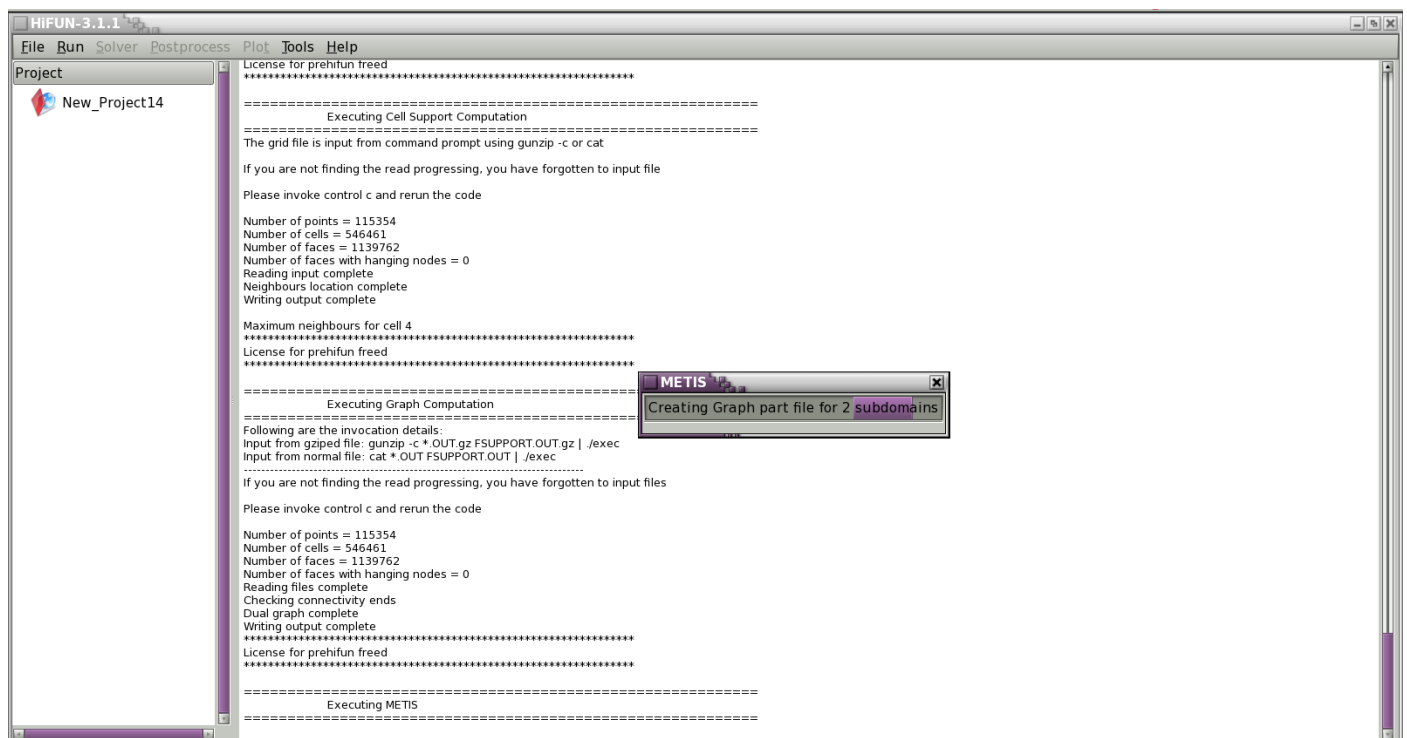 HiFUN-3.1.1
File Run Solver Postprocess Plot Tools Help
Project
New_Project14
License for prehifun freed
****************************************************************
===========================================================
Executing Cell Support Computation
===========================================================
The grid file is input from command prompt using gunzip -c or cat
If you are not finding the read progressing, you have forgotten to input file
Please invoke control c and rerun the code
Number of points = 115354
Number of cells = 546461
Number of faces = 1139762
Number of faces with hanging nodes = 0
Reading input complete
Neighbours location complete
Writing output complete
Maximum neighbours for cell 4
****************************************************************
License for prehifun freed
****************************************************************
===========================================================
Executing Graph Computation
===========================================================
Following are the invocation details:
Input from gziped file: gunzip -c *.OUT.gz FSUPPORT.OUT.gz | ./exec
Input from normal file: cat *.OUT FSUPPORT.OUT | ./exec
--------------------------------------------------------------------------------
If you are not finding the read progressing, you have forgotten to input files
Please invoke control c and rerun the code
Number of points = 115354
Number of cells = 546461
Number of faces = 1139762
Number of faces with hanging nodes = 0
Reading files complete
Checking connectivity ends
Dual graph complete
Writing output complete
****************************************************************
License for prehifun freed
****************************************************************
===========================================================
Executing METIS
===========================================================
METIS
Creating Graph part file for 2 subdomains